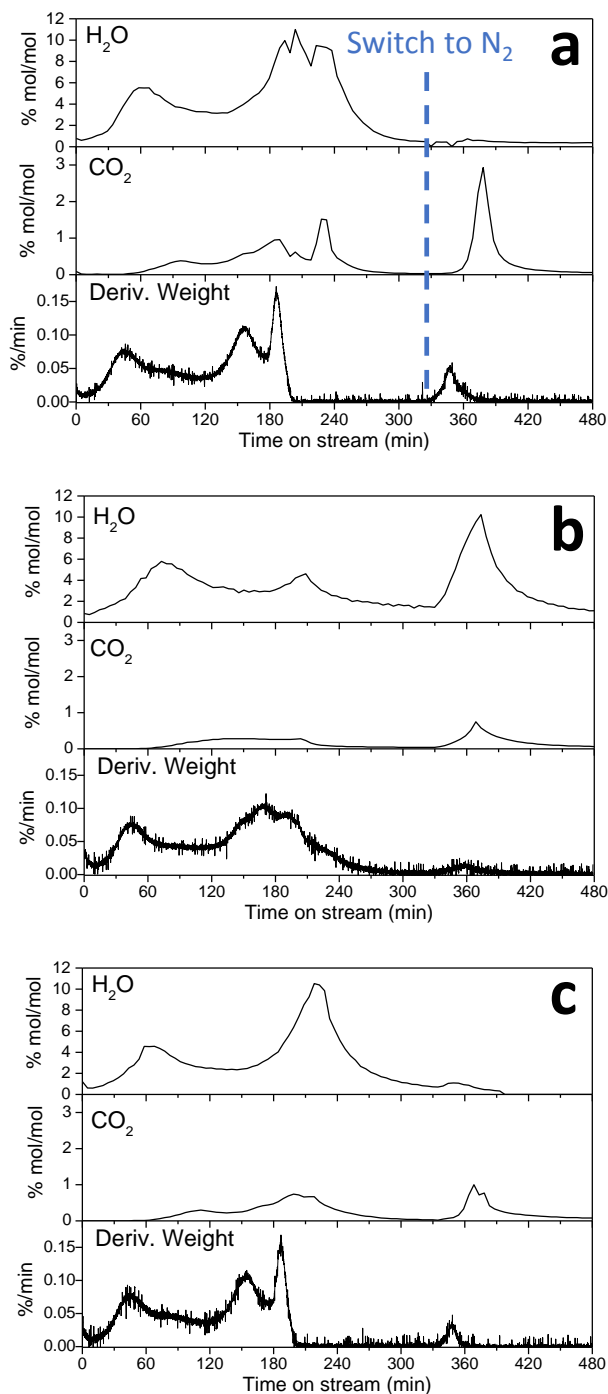 a
Switch to N₂
H₂O
% mol/mol
12
10
8
6
4
2
0
CO₂
% mol/mol
3
2
1
0
Deriv. Weight
%/min
0.15
0.10
0.05
0.00
0 60 120 180 240 300 360 420 480
Time on stream (min)
b
H₂O
% mol/mol
12
10
8
6
4
2
0
CO₂
% mol/mol
3
2
1
0
Deriv. Weight
%/min
0.15
0.10
0.05
0.00
0 60 120 180 240 300 360 420 480
Time on stream (min)
c
H₂O
% mol/mol
12
10
8
6
4
2
0
CO₂
% mol/mol
3
2
1
0
Deriv. Weight
%/min
0.15
0.10
0.05
0.00
0 60 120 180 240 300 360 420 480
Time on stream (min)